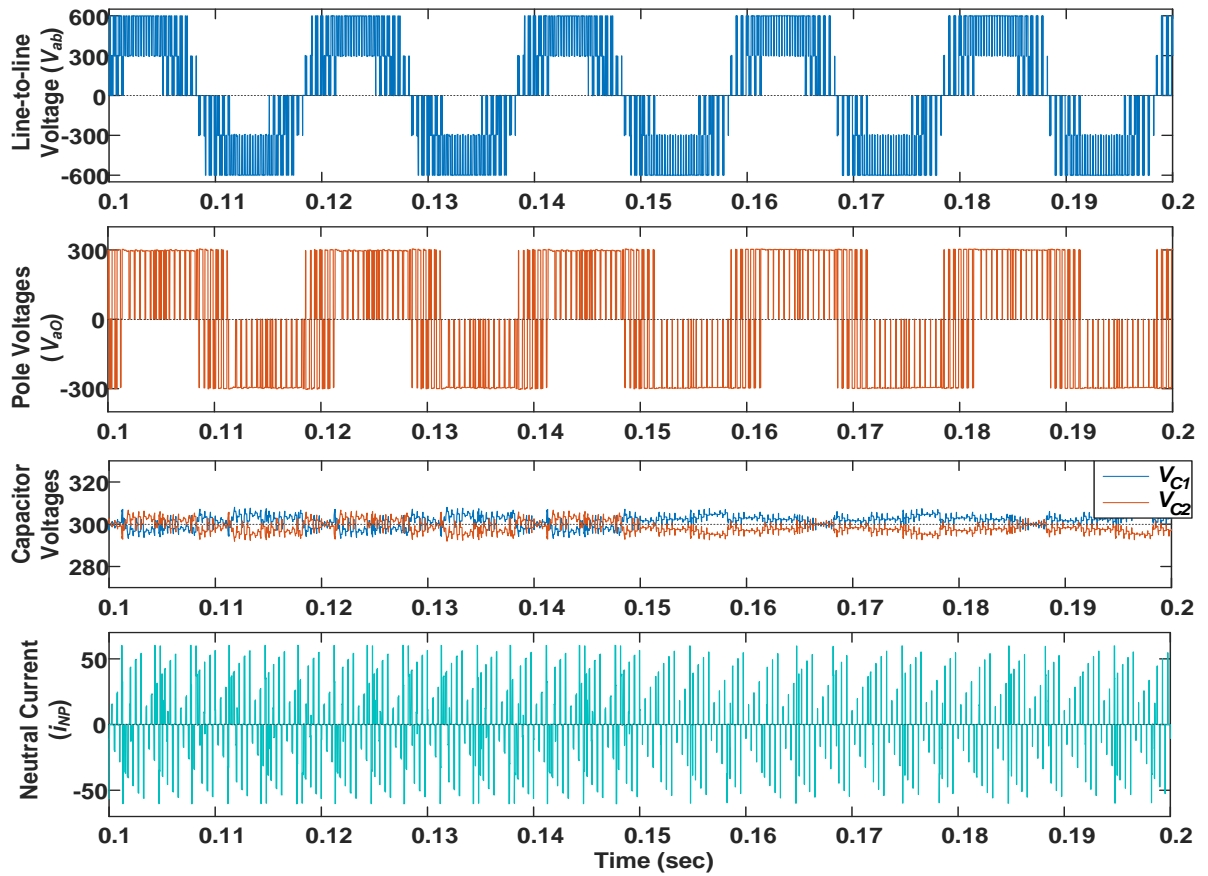 Line-to-line
Voltage (Vab)
600
300
0
-300
-600
0.1 0.11 0.12 0.13 0.14 0.15 0.16 0.17 0.18 0.19 0.2
Pole Voltages
(VaO)
300
0
-300
0.1 0.11 0.12 0.13 0.14 0.15 0.16 0.17 0.18 0.19 0.2
Capacitor
Voltages
320
300
280
VC1
VC2
0.1 0.11 0.12 0.13 0.14 0.15 0.16 0.17 0.18 0.19 0.2
Neutral Current
(iNP)
50
0
-50
0.1 0.11 0.12 0.13 0.14 0.15 0.16 0.17 0.18 0.19 0.2
Time (sec)